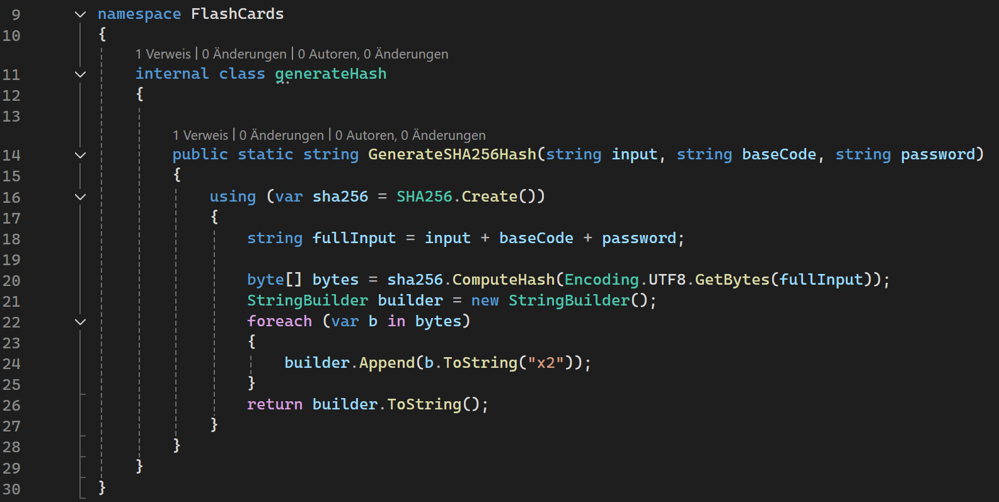 9 namespace FlashCards
10 {
1 Verweis | 0 Änderungen | 0 Autoren, 0 Änderungen
11 internal class generateHash
12 {
13
1 Verweis | 0 Änderungen | 0 Autoren, 0 Änderungen
14 public static string GenerateSHA256Hash(string input, string baseCode, string password)
15 {
16 using (var sha256 = SHA256.Create())
17 {
18 string fullInput = input + baseCode + password;
19
20 byte[] bytes = sha256.ComputeHash(Encoding.UTF8.GetBytes(fullInput));
21 StringBuilder builder = new StringBuilder();
22 foreach (var b in bytes)
23 {
24 builder.Append(b.ToString("x2"));
25 }
26 return builder.ToString();
27 }
28 }
29 }
30 }